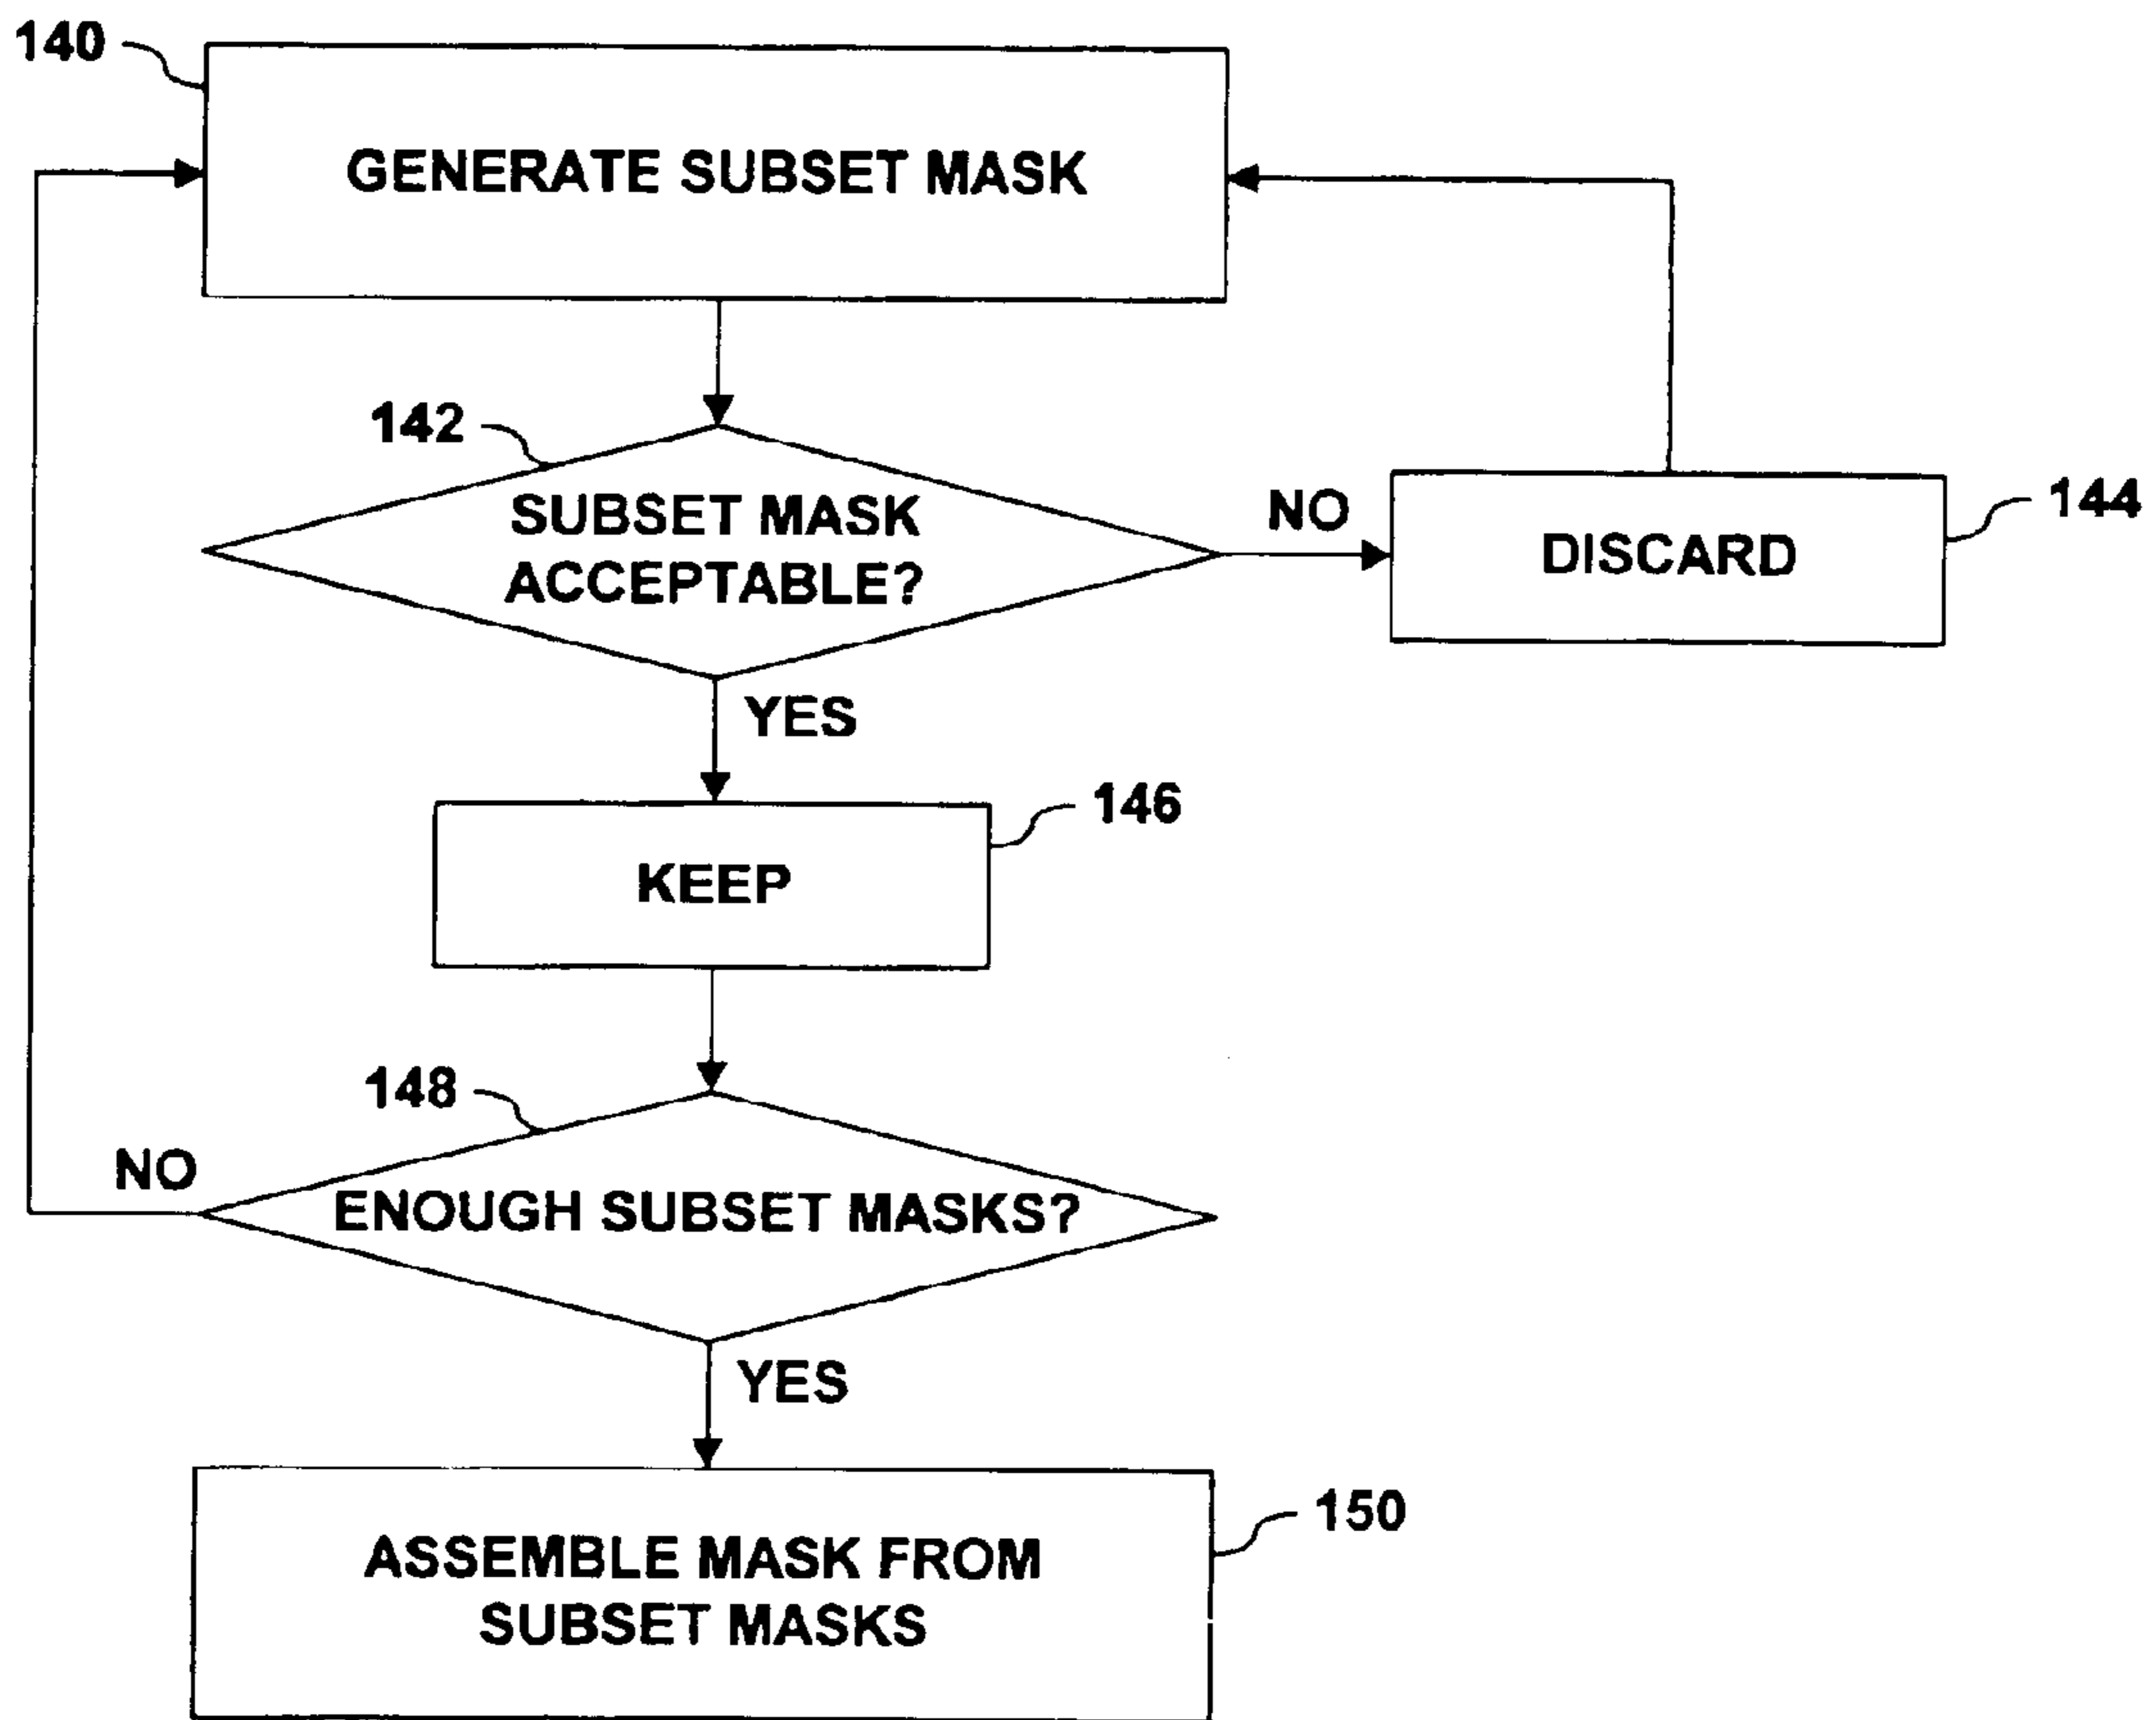 140
GENERATE SUBSET MASK
142
SUBSET MASK
ACCEPTABLE?
NO
DISCARD
144
YES
146
KEEP
148
NO
ENOUGH SUBSET MASKS?
YES
150
ASSEMBLE MASK FROM
SUBSET MASKS